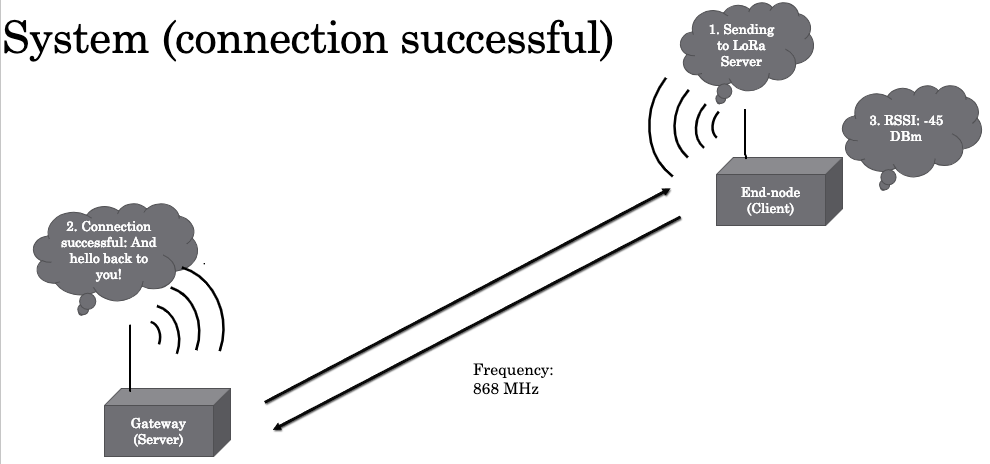 System (connection successful)
1. Sending
to LoRa
Server
3. RSSI: -45
DBm
End-node
(Client)
2. Connection
successful: And
hello back to
you!
Frequency:
868 MHz
Gateway
(Server)